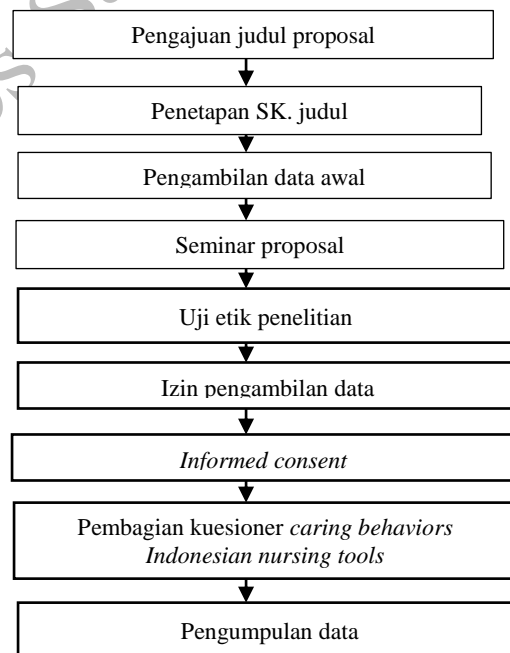 Pengajuan judul proposal
Penetapan SK. judul
Pengambilan data awal
Seminar proposal
Uji etik penelitian
Izin pengambilan data
Informed consent
Pembagian kuesioner caring behaviors
Indonesian nursing tools
Pengumpulan data